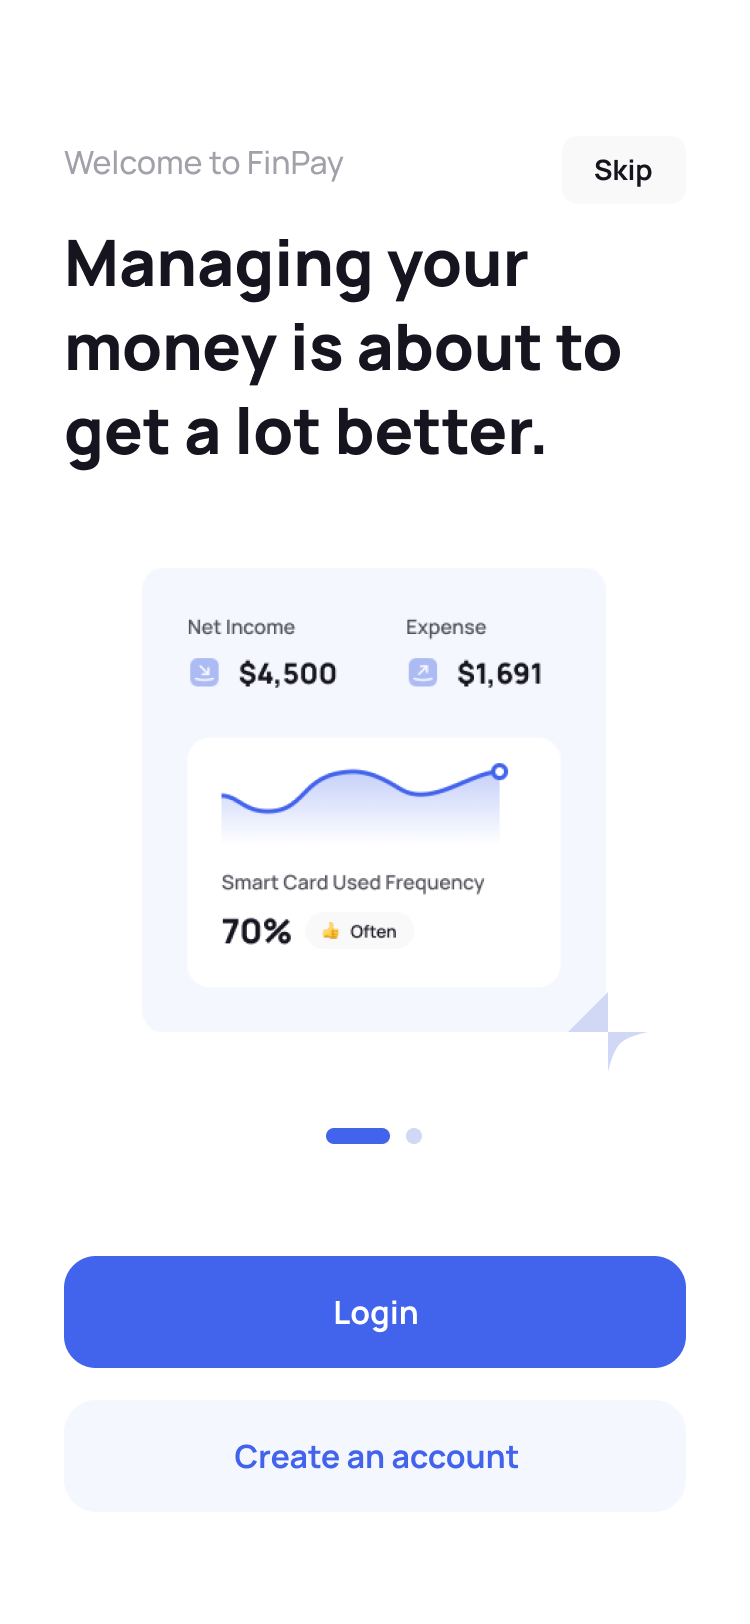 Welcome to FinPay
Skip
Managing your
money is about to
get a lot better.
Net Income
Expense
$4,500
$1,691
Smart Card Used Frequency
70%
👍 Often
Login
Create an account